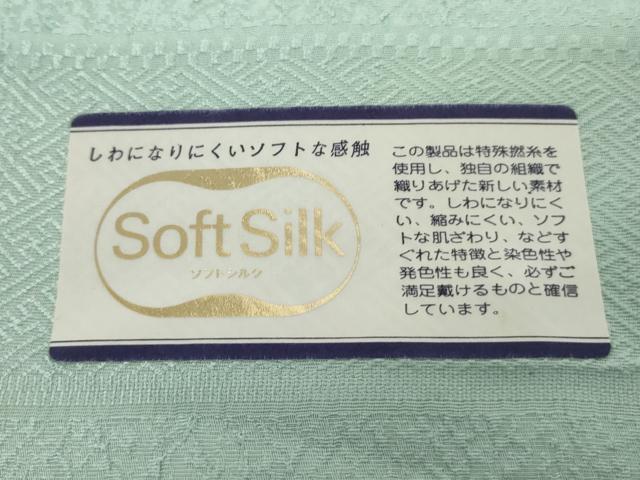 しわになりにくいソフトな感触
Soft Silk
ソフトシルク
この製品は特殊撚糸を
使用し、独自の組織で
織りあげた新しい素材
です。しわになりにく
い、縮みにくい、ソフ
トな肌ざわり、などす
ぐれた特徴と染色性や
発色性も良く、必ずご
満足戴けるものと確信
しています。